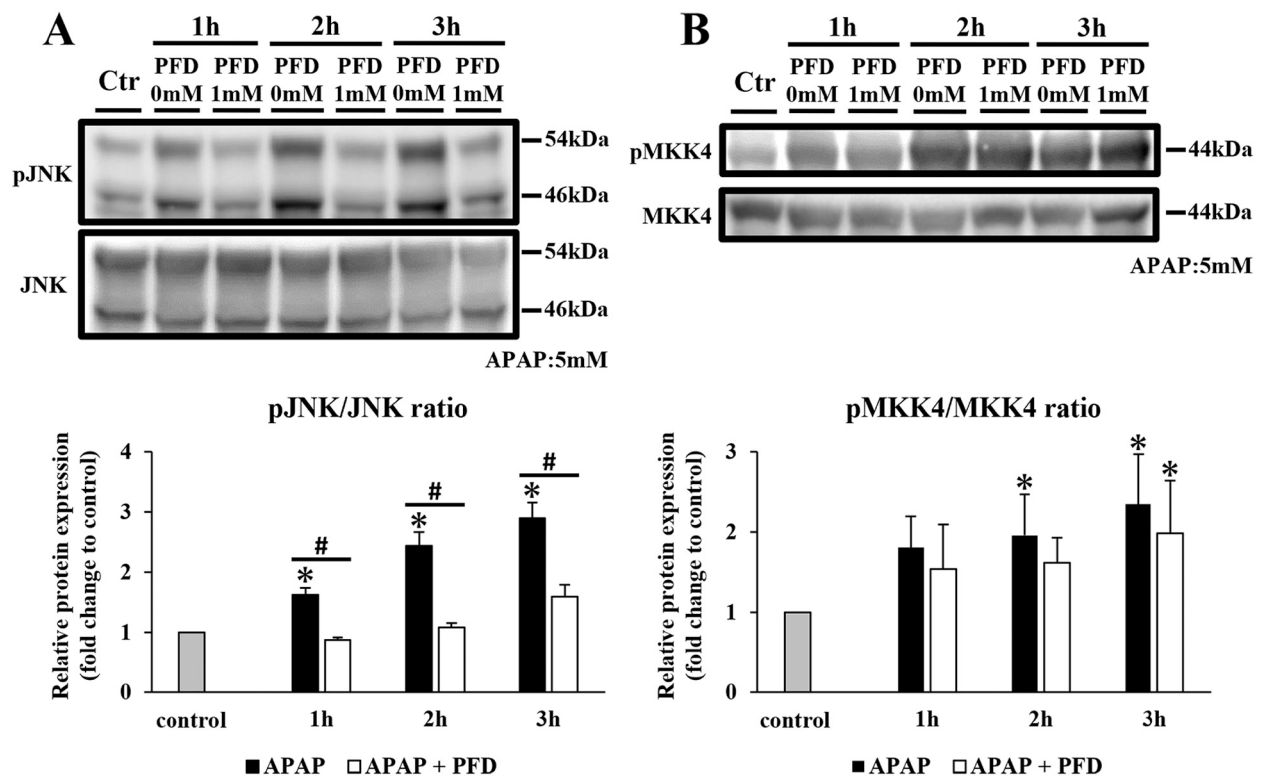 A
1h 2h 3h
Ctr
PFD PFD PFD PFD PFD PFD
0mM 1mM 0mM 1mM 0mM 1mM
pJNK
54kDa
46kDa
JNK
54kDa
46kDa
APAP:5mM
pJNK/JNK ratio
Relative protein expression
(fold change to control)
4
3
2
1
0
# # #
* * *
control 1h 2h 3h
APAP APAP + PFD
B
1h 2h 3h
Ctr
PFD PFD PFD PFD PFD PFD
0mM 1mM 0mM 1mM 0mM 1mM
pMKK4
44kDa
MKK4
44kDa
APAP:5mM
pMKK4/MKK4 ratio
Relative protein expression
(fold change to control)
3
2
1
0
* * *
control 1h 2h 3h
APAP APAP + PFD